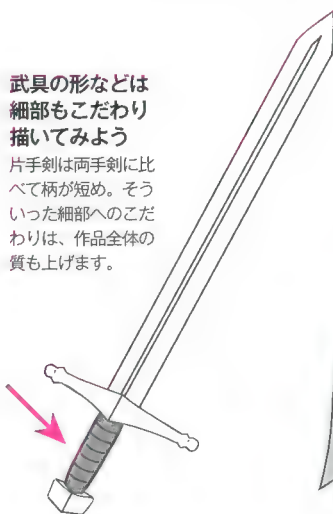 武具の形などは
細部もこだわり
描いてみよう
片手剣は両手剣に比
べて柄が短め。そう
いった細部へのこだ
わりは、作品全体の
質も上げます。